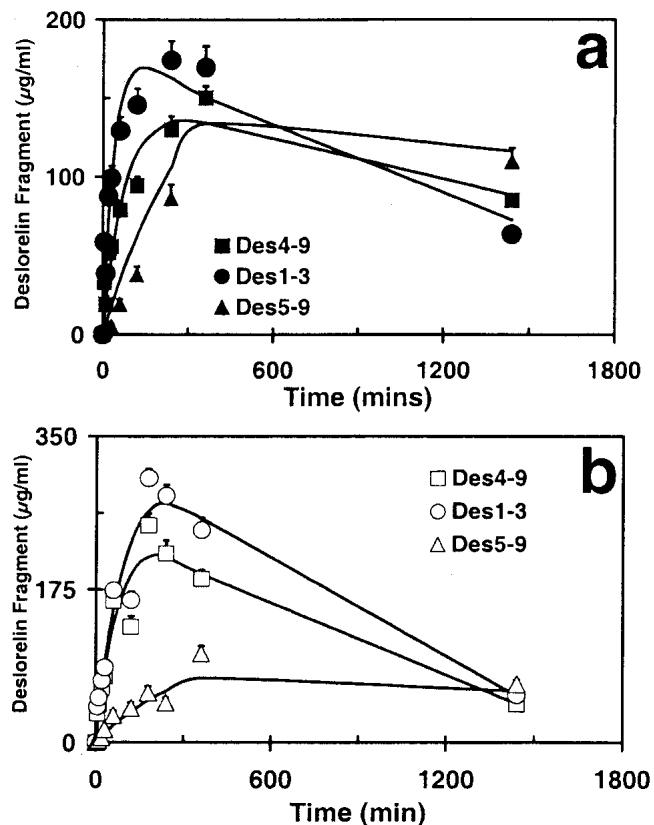 a
200
100
0
Deslorelin Fragment (µg/ml)
Des4-9
Des1-3
Des5-9
0 600 1200 1800
Time (mins)
b
350
175
0
Deslorelin Fragment (µg/ml)
Des4-9
Des1-3
Des5-9
0 600 1200 1800
Time (min)